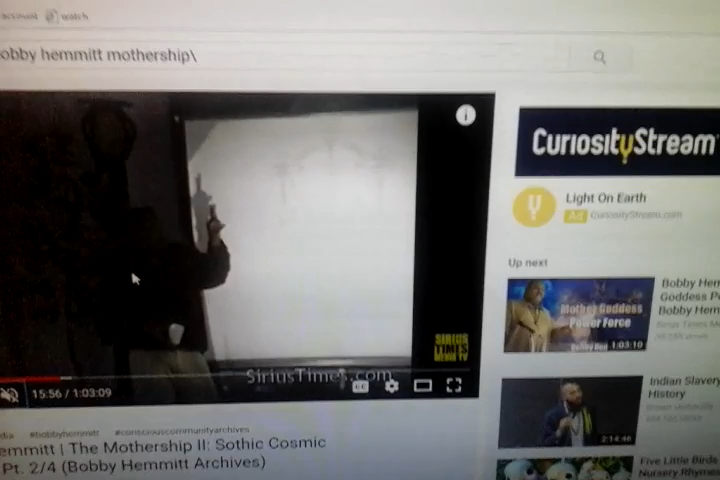 account watch
obby hemmitt mothership\
i
CURIOSITYSTREAM
Light On Earth
Ad CuriosityStream.com
Up next
Mother Goddess
Power Force
1:03:10
Bobby Hem
Goddess P
Bobby Hem
SIRIUS
TIMES
MEDIA TV
SiriusTimes.com
CC
15:56 / 1:03:09
2:14:46
Indian Slavery
History
#bobbyhemmitt #consciouscommunityarchives
emmitt | The Mothership II: Sothic Cosmic
Pt. 2/4 (Bobby Hemmitt Archives)
Five Little Birds
Nursery Rhymes